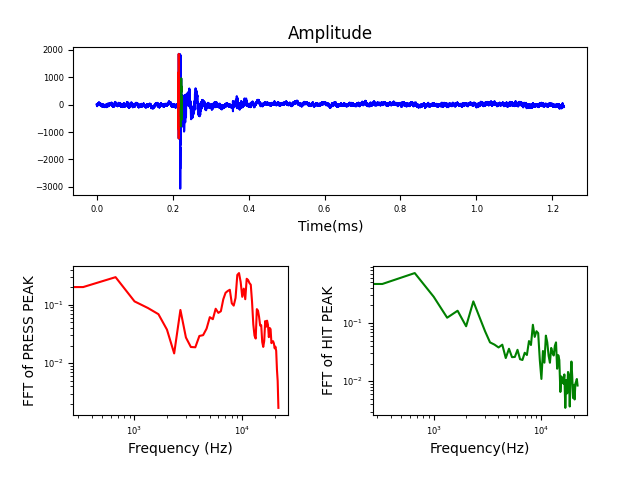 Amplitude
2000
1000
0
−1000
−2000
−3000
0.0 0.2 0.4 0.6 0.8 1.0 1.2
Time(ms)
FFT of PRESS PEAK
10⁻¹
10⁻²
10³ 10⁴
Frequency (Hz)
FFT of HIT PEAK
10⁻¹
10⁻²
10³ 10⁴
Frequency(Hz)